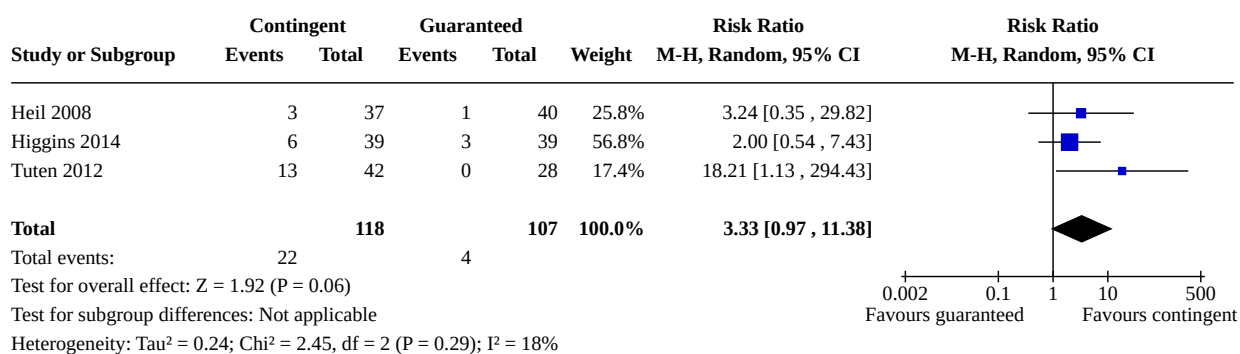 Contingent Guaranteed Risk Ratio Risk Ratio
Study or Subgroup Events Total Events Total Weight M-H, Random, 95% CI M-H, Random, 95% CI
Heil 2008 3 37 1 40 25.8% 3.24 [0.35 , 29.82]
Higgins 2014 6 39 3 39 56.8% 2.00 [0.54 , 7.43]
Tuten 2012 13 42 0 28 17.4% 18.21 [1.13 , 294.43]
Total 118 107 100.0% 3.33 [0.97 , 11.38]
Total events: 22 4
Test for overall effect: Z = 1.92 (P = 0.06) 0.002 0.1 1 10 500
Test for subgroup differences: Not applicable Favours guaranteed Favours contingent
Heterogeneity: Tau² = 0.24; Chi² = 2.45, df = 2 (P = 0.29); I² = 18%